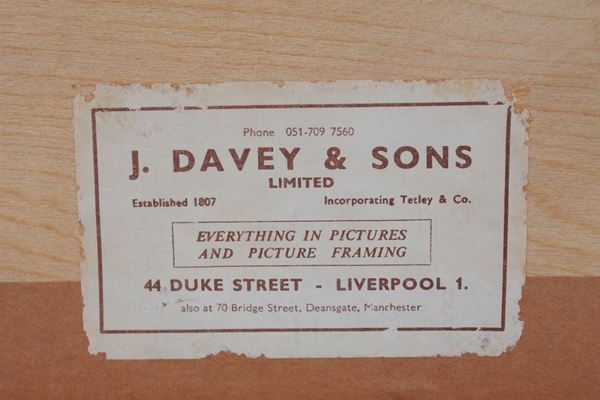 Phone 051-709 7560
J. DAVEY & SONS
LIMITED
Established 1807 Incorporating Tetley & Co.
EVERYTHING IN PICTURES
AND PICTURE FRAMING
44 DUKE STREET - LIVERPOOL 1.
also at 70 Bridge Street, Deansgate, Manchester